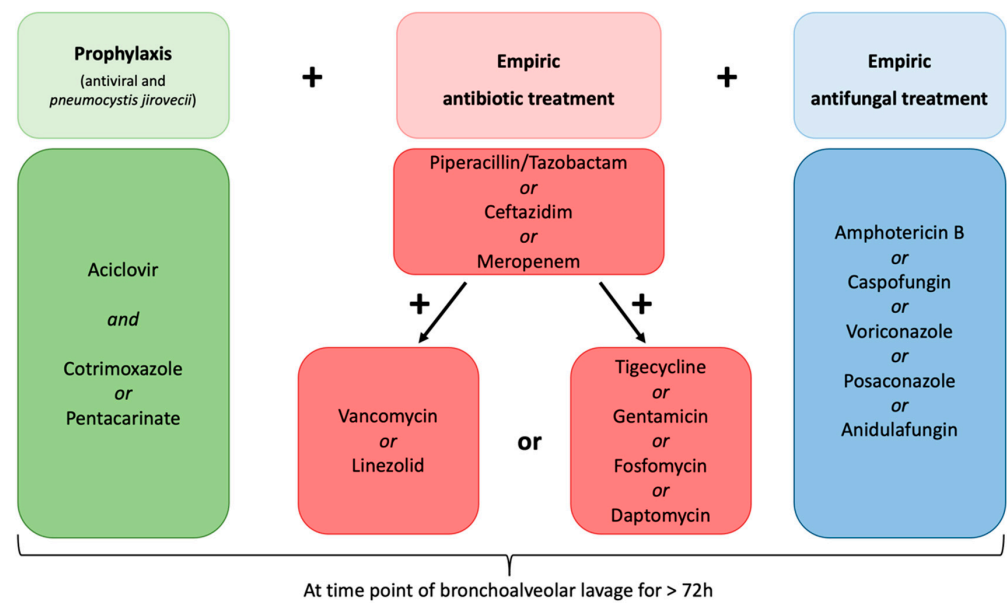 Prophylaxis
(antiviral and
pneumocystis jirovecii)
+
Empiric
antibiotic treatment
+
Empiric
antifungal treatment
Aciclovir
and
Cotrimoxazole
or
Pentacarinate
Piperacillin/Tazobactam
or
Ceftazidim
or
Meropenem
+
+
Vancomycin
or
Linezolid
or
Tigecycline
or
Gentamicin
or
Fosfomycin
or
Daptomycin
Amphotericin B
or
Caspofungin
or
Voriconazole
or
Posaconazole
or
Anidulafungin
At time point of bronchoalveolar lavage for > 72h